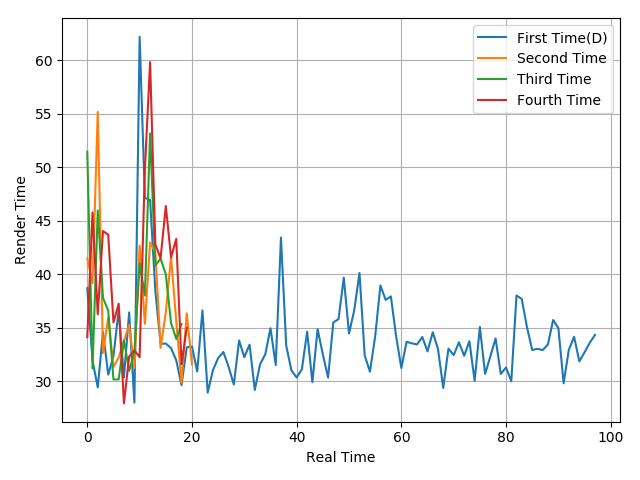 First Time(D)
Second Time
Third Time
Fourth Time
60
55
50
45
40
35
30
Render Time
0
20
40
60
80
100
Real Time